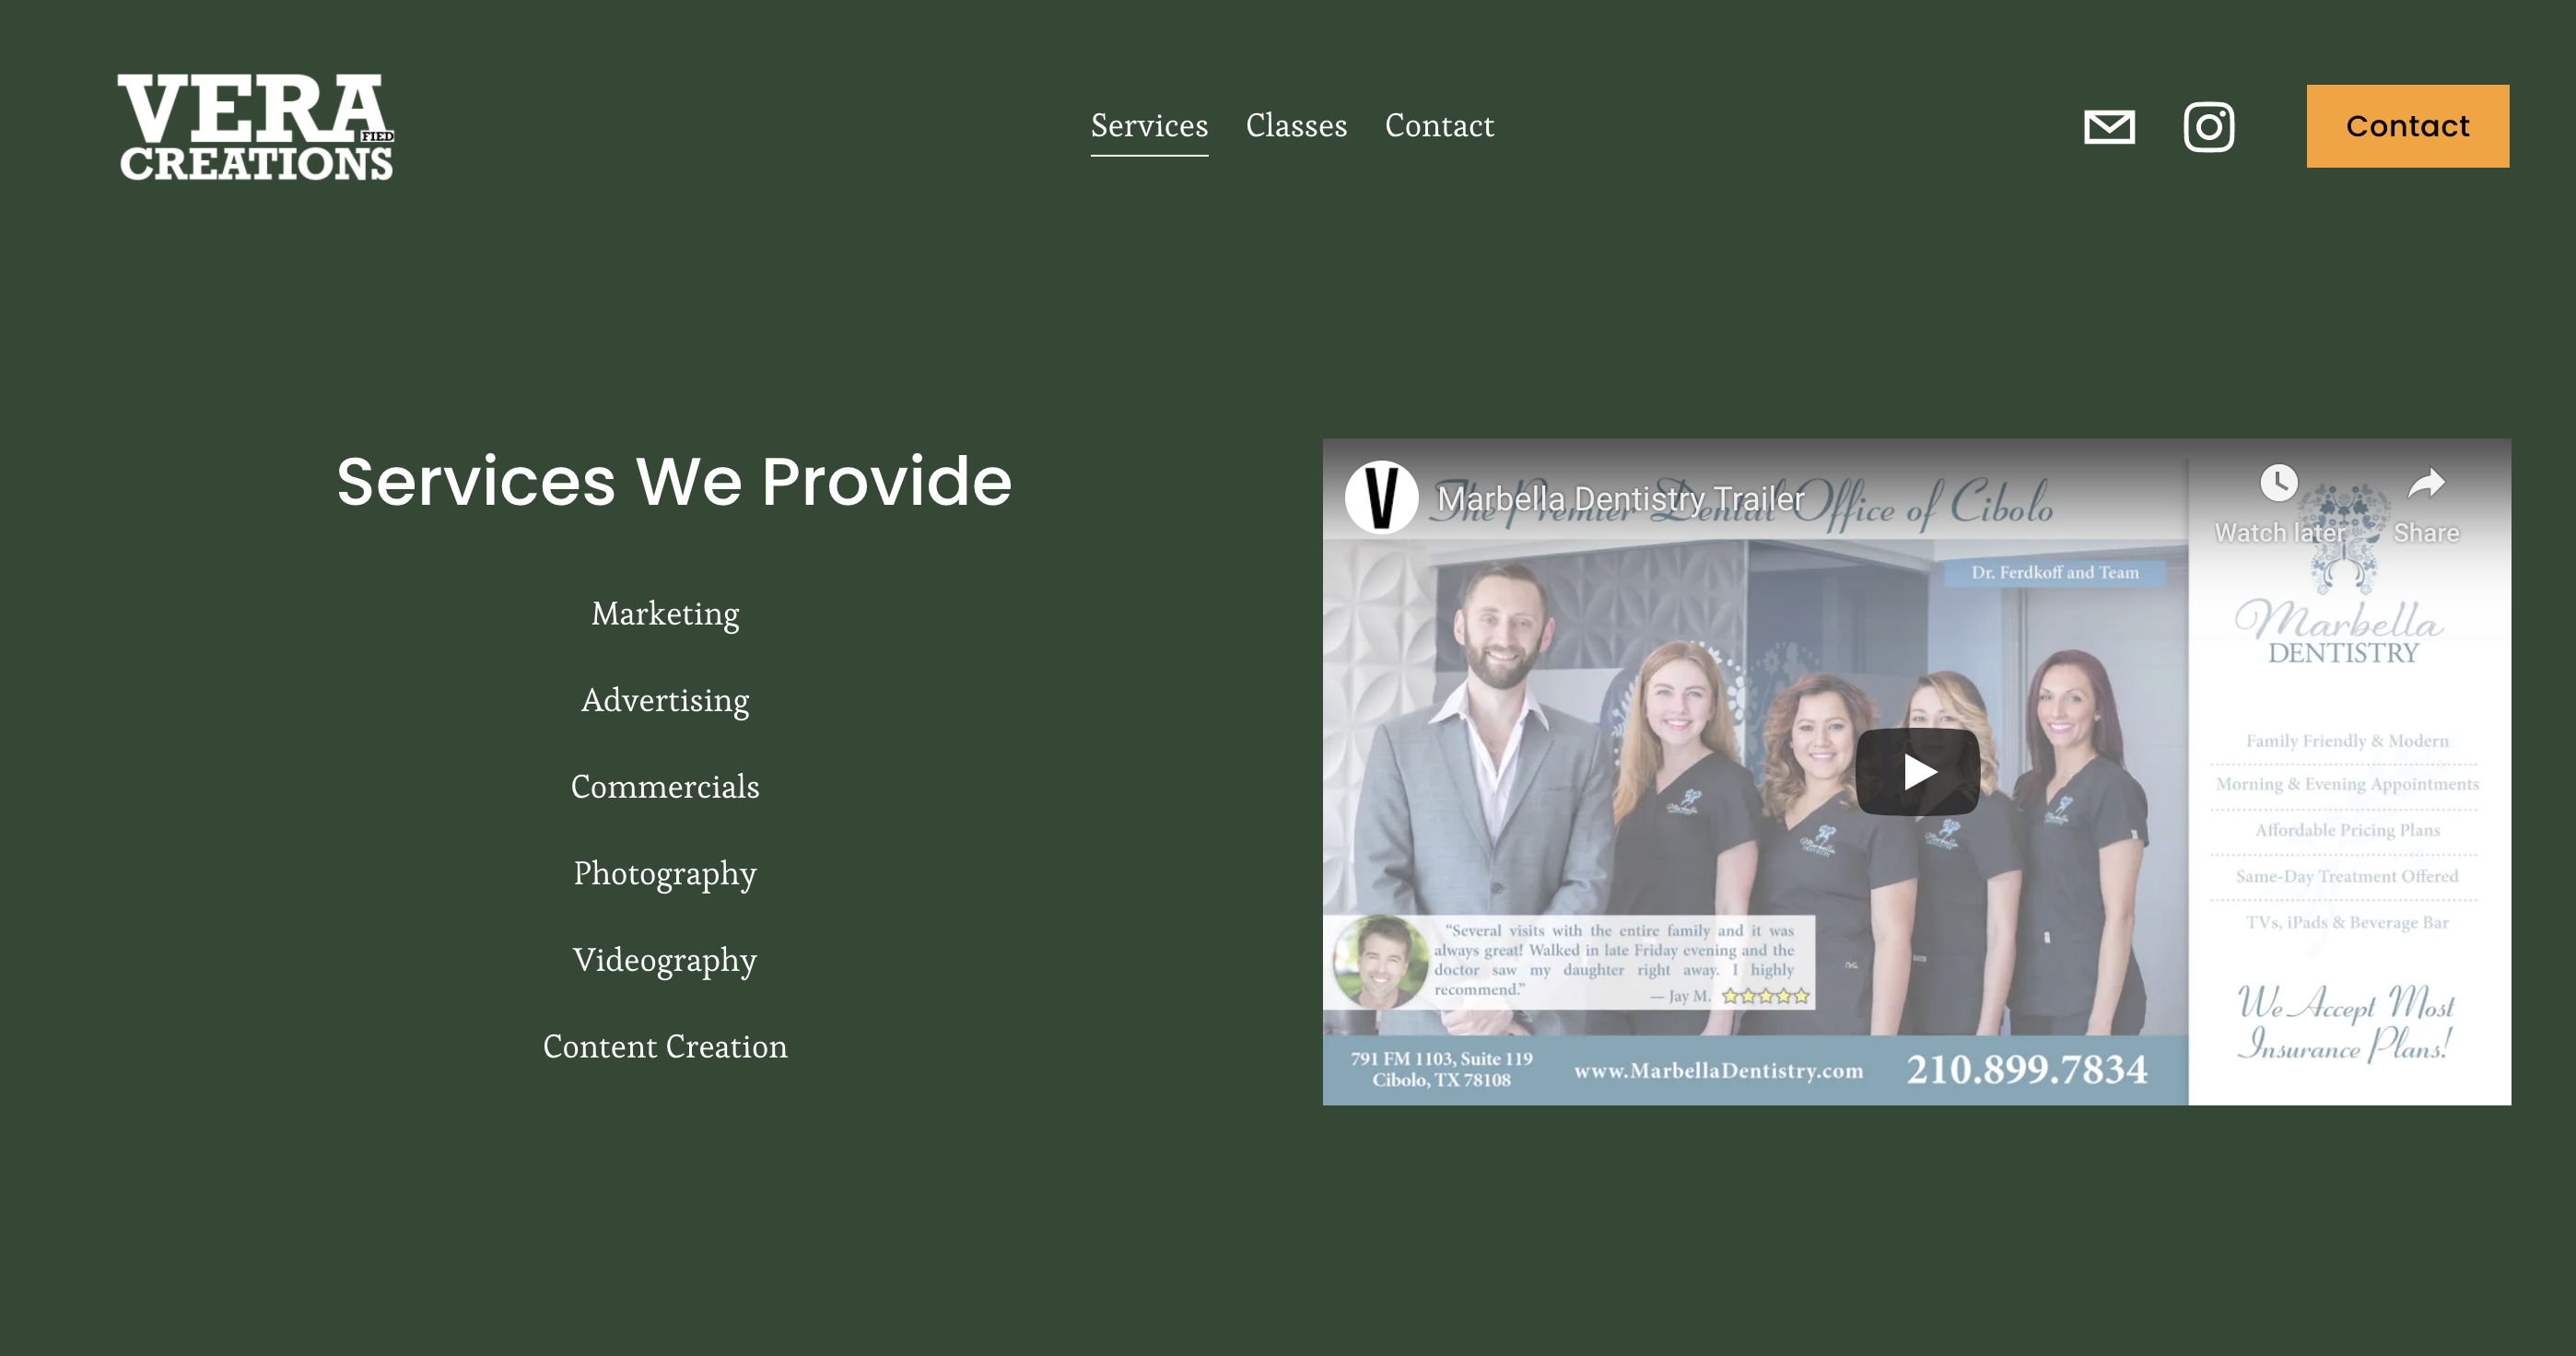 VERA
FIED
CREATIONS
Services
Classes
Contact
Contact
Services We Provide
Marketing
Advertising
Commercials
Photography
Videography
Content Creation
Marbella Dentistry Trailer
The Premier Dental Office of Cibolo
Watch later
Share
Dr. Ferdkoff and Team
Marbella
DENTISTRY
Family Friendly & Modern
Morning & Evening Appointments
Affordable Pricing Plans
Same-Day Treatment Offered
TVs, iPads & Beverage Bar
We Accept Most
Insurance Plans!
“Several visits with the entire family and it was
always great! Walked in late Friday evening and the
doctor saw my daughter right away. I highly
recommend.”
— Jay M.
791 FM 1103, Suite 119
Cibolo, TX 78108
www.MarbellaDentistry.com
210.899.7834